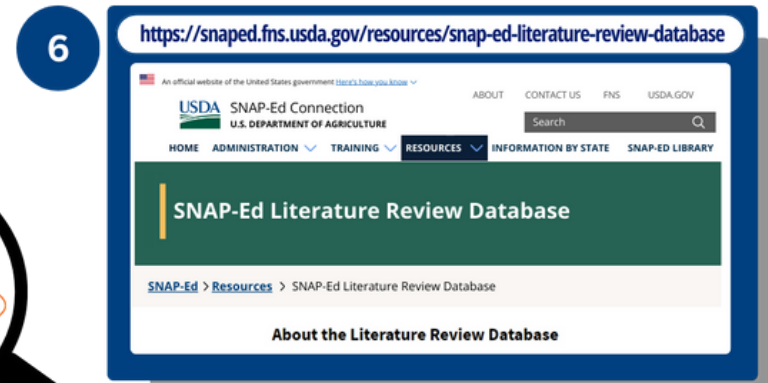 6
https://snaped.fns.usda.gov/resources/snap-ed-literature-review-database
An official website of the United States government Here's how you know
ABOUT CONTACT US FNS USDA.GOV
USDA SNAP-Ed Connection
U.S. DEPARTMENT OF AGRICULTURE
Search
HOME ADMINISTRATION TRAINING RESOURCES INFORMATION BY STATE SNAP-ED LIBRARY
SNAP-Ed Literature Review Database
SNAP-Ed > Resources > SNAP-Ed Literature Review Database
About the Literature Review Database